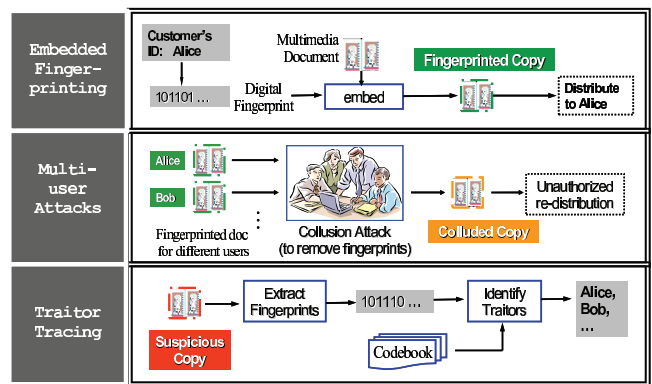 Embedded
Finger-
printing
Customer's
ID: Alice
101101 ...
Digital
Fingerprint
Multimedia
Document
embed
Fingerprinted Copy
Distribute
to Alice
Multi-
user
Attacks
Alice
Bob
Fingerprinted doc
for different users
Collusion Attack
(to remove fingerprints)
Colluded Copy
Unauthorized
re-distribution
Traitor
Tracing
Suspicious
Copy
Extract
Fingerprints
101110 ...
Codebook
Identify
Traitors
Alice,
Bob,
...